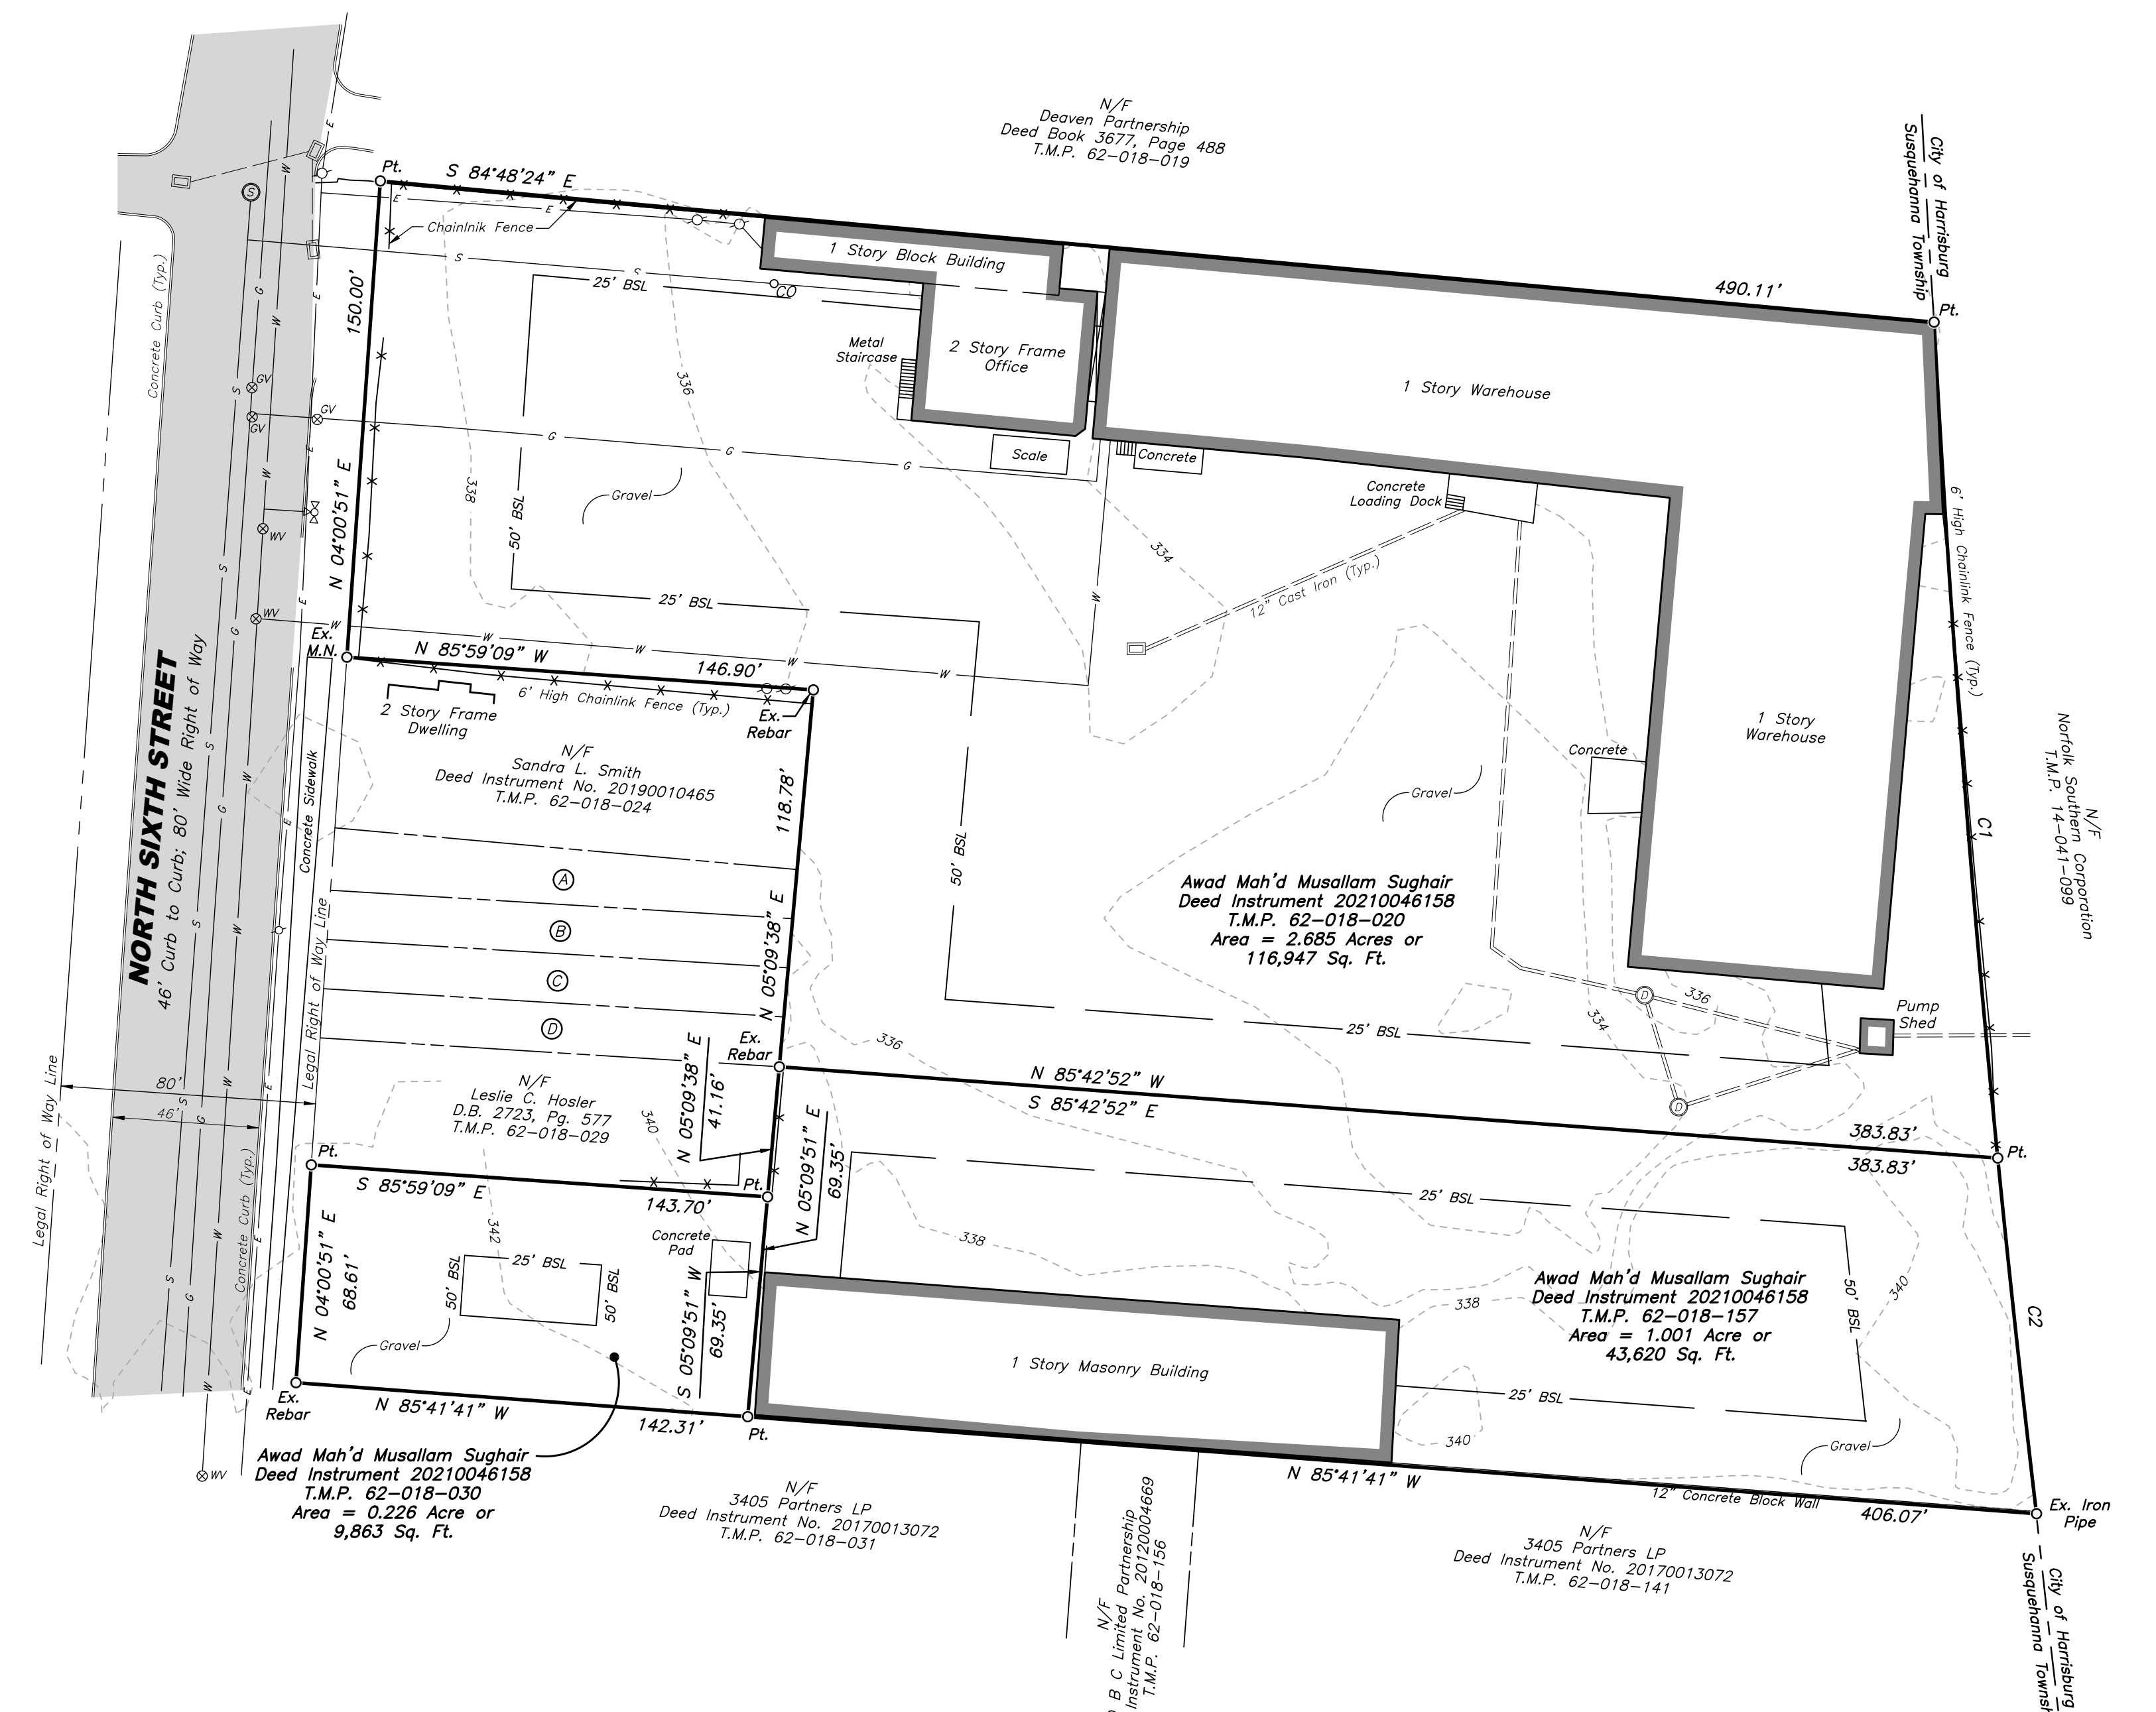 N/F
Deaven Partnership
Deed Book 3677, Page 488
T.M.P. 62-018-019
City of Harrisburg
Susquehanna Township
Pt.
S 84°48'24" E
490.11'
Pt.
E
E
E
Chainlnik Fence
1 Story Block Building
S
S
S
CO
25' BSL
Concrete Curb (Typ.)
150.00'
N 04°00'51" E
Metal
Staircase
2 Story Frame
Office
1 Story Warehouse
336
338
334
GV
GV
GV
G
G
G
Scale
Concrete
Concrete
Loading Dock
Gravel
50' BSL
12" Cast Iron (Typ.)
6' High Chainlink Fence (Typ.)
WV
WV
25' BSL
Ex.
M.N.
N 85°59'09" W
146.90'
W
W
W
W
W
W
6' High Chainlink Fence (Typ.)
Ex.
Rebar
2 Story Frame
Dwelling
N/F
Sandra L. Smith
Deed Instrument No. 20190010465
T.M.P. 62-018-024
NORTH SIXTH STREET
46' Curb to Curb; 80' Wide Right of Way
Concrete Sidewalk
Legal Right of Way Line
118.78'
N 05°09'38" E
50' BSL
1 Story
Warehouse
Concrete
Gravel
C1
N/F
Norfolk Southern Corporation
T.M.P. 14-041-099
A
B
C
D
Awad Mah'd Musallam Sughair
Deed Instrument 20210046158
T.M.P. 62-018-020
Area = 2.685 Acres or
116,947 Sq. Ft.
D
336
334
Pump
Shed
25' BSL
D
336
Ex.
Rebar
N 85°42'52" W
S 85°42'52" E
383.83'
383.83'
Pt.
Legal Right of Way Line
80'
46'
Concrete Curb (Typ.)
N/F
Leslie C. Hosler
D.B. 2723, Pg. 577
T.M.P. 62-018-029
340
N 05°09'38" E
41.16'
N 05°09'51" E
69.35'
Pt.
S 85°59'09" E
143.70'
Pt.
N 04°00'51" E
68.61'
342
Concrete
Pad
50' BSL
25' BSL
50' BSL
S 05°09'51" W
69.35'
Gravel
25' BSL
338
338
Awad Mah'd Musallam Sughair
Deed Instrument 20210046158
T.M.P. 62-018-157
Area = 1.001 Acre or
43,620 Sq. Ft.
50' BSL
340
C2
1 Story Masonry Building
25' BSL
340
Gravel
Ex.
Rebar
N 85°41'41" W
142.31'
Pt.
N 85°41'41" W
12" Concrete Block Wall
406.07'
Ex. Iron
Pipe
WV
Awad Mah'd Musallam Sughair
Deed Instrument 20210046158
T.M.P. 62-018-030
Area = 0.226 Acre or
9,863 Sq. Ft.
N/F
3405 Partners LP
Deed Instrument No. 20170013072
T.M.P. 62-018-031
N/F
B C Limited Partnership
Instrument No. 20120004669
T.M.P. 62-018-156
N/F
3405 Partners LP
Deed Instrument No. 20170013072
T.M.P. 62-018-141
City of Harrisburg
Susquehanna Townsh